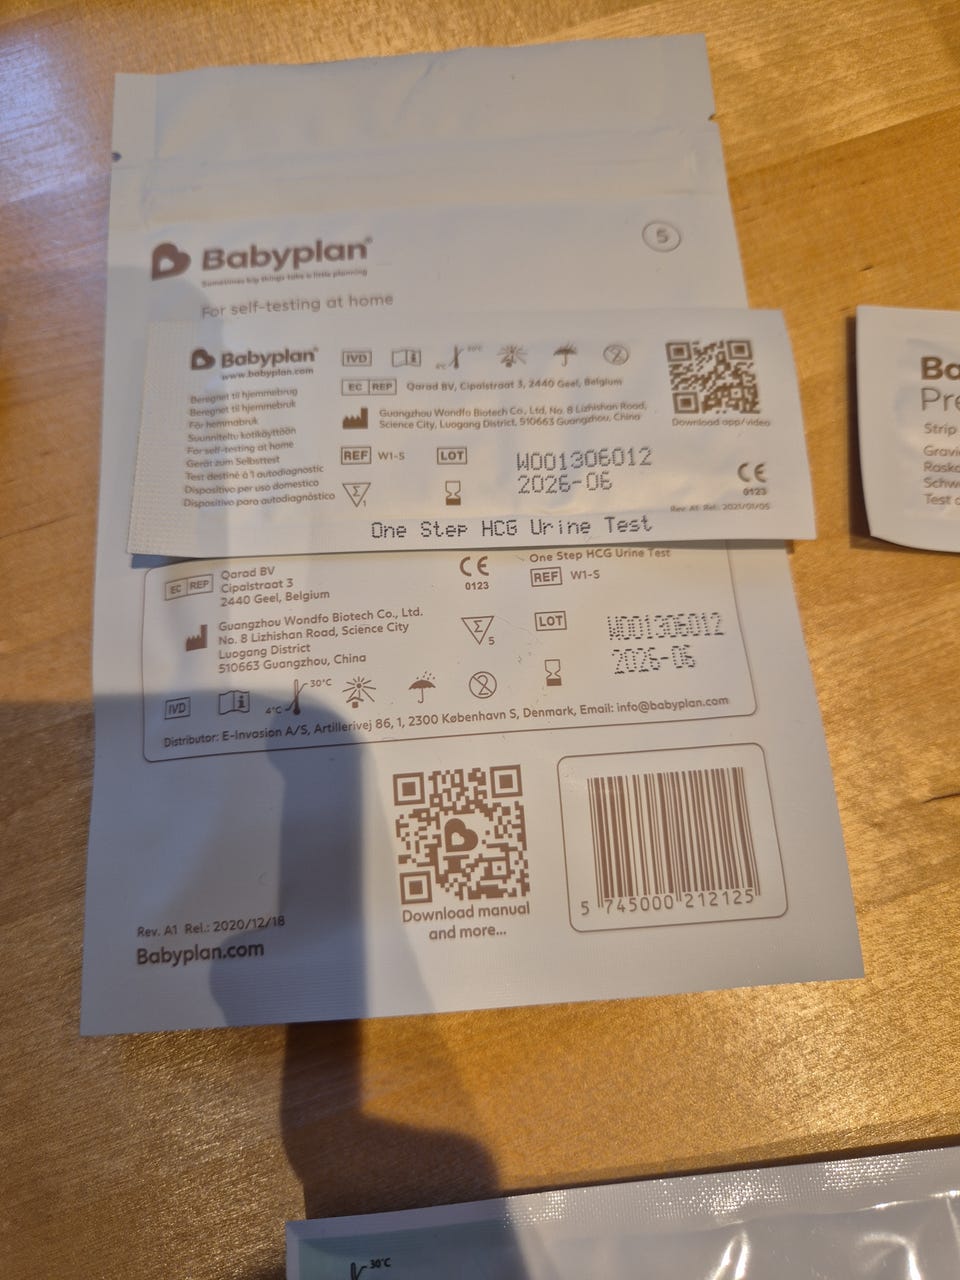 Babyplan®
Sometimes big things take a little planning
5
For self-testing at home
Babyplan®
www.babyplan.com
Beregnet til hjemmebrug
Beregnet til hjemmebruk
För hemmabruk
Suunniteltu kotikäyttöön
For self-testing at home
Gerät zum Selbsttest
Test destiné à l'autodiagnostic
Dispositivo per uso domestico
Dispositivo para autodiagnóstico
IVD
i
4°C
30°C
2
EC REP
Qarad BV, Cipalstraat 3, 2440 Geel, Belgium
Guangzhou Wondfo Biotech Co., Ltd, No. 8 Lizhishan Road,
Science City, Luogang District, 510663 Guangzhou, China
Download app/video
REF W1-S
LOT
W001306012
2026-06
Σ
1
CE
0123
Rev. A1 Rel.: 2021/01/05
One Step HCG Urine Test
EC REP
Qarad BV
Cipalstraat 3
2440 Geel, Belgium
CE
0123
One Step HCG Urine Test
REF W1-S
Guangzhou Wondfo Biotech Co., Ltd.
No. 8 Lizhishan Road, Science City
Luogang District
510663 Guangzhou, China
Σ
5
LOT
W001306012
2026-06
IVD
i
4°C
30°C
2
Distributor: E-Invasion A/S, Artillerivej 86, 1, 2300 København S, Denmark, Email: info@babyplan.com
Download manual
and more...
5 745000 212125
Rev. A1 Rel.: 2020/12/18
Babyplan.com
Ba
Pre
Strip
Gravi
Raska
Schw
Test d
30°C